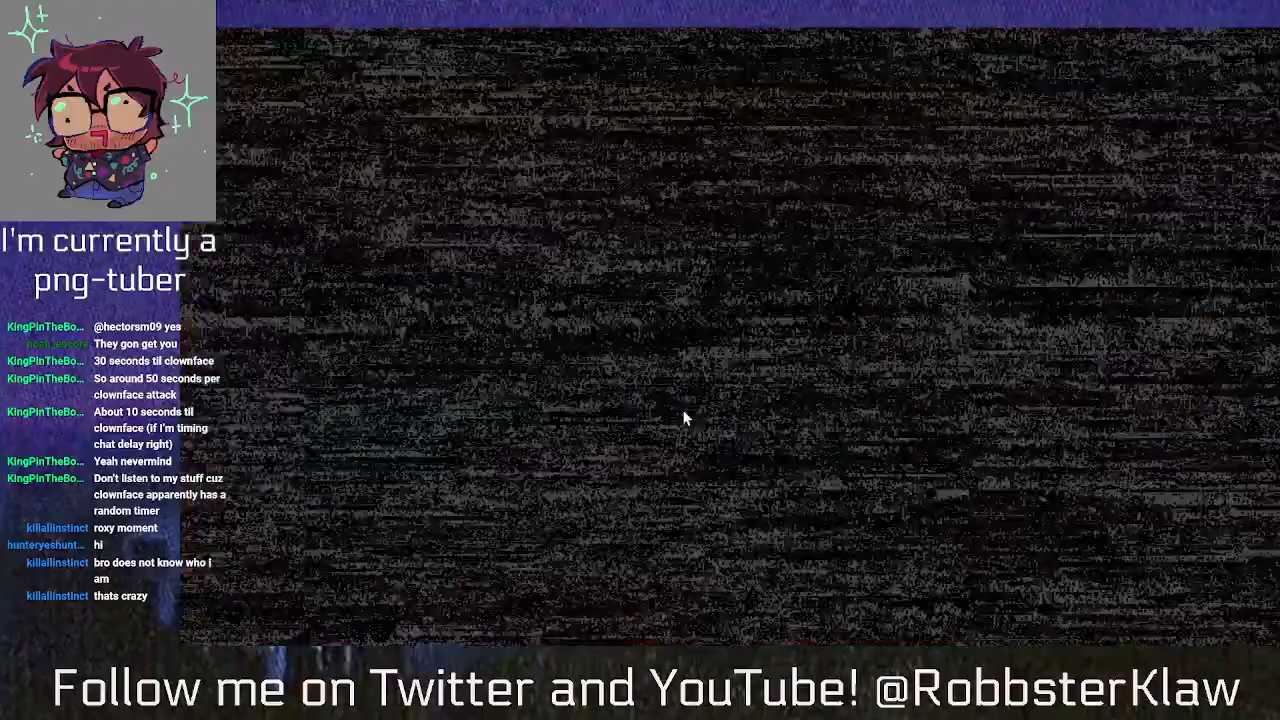 I'm currently a
png-tuber
KingPinTheBo... @hectorsm09 yes
noah_encore They gon get you
KingPinTheBo... 30 seconds til clownface
KingPinTheBo... So around 50 seconds per
clownface attack
KingPinTheBo... About 10 seconds til
clownface (if I'm timing
chat delay right)
KingPinTheBo... Yeah nevermind
KingPinTheBo... Don't listen to my stuff cuz
clownface apparently has a
random timer
killallinstinct roxy moment
hunteryeshunt... hi
killallinstinct bro does not know who i
am
killallinstinct thats crazy
Follow me on Twitter and YouTube! @RobbsterKlaw